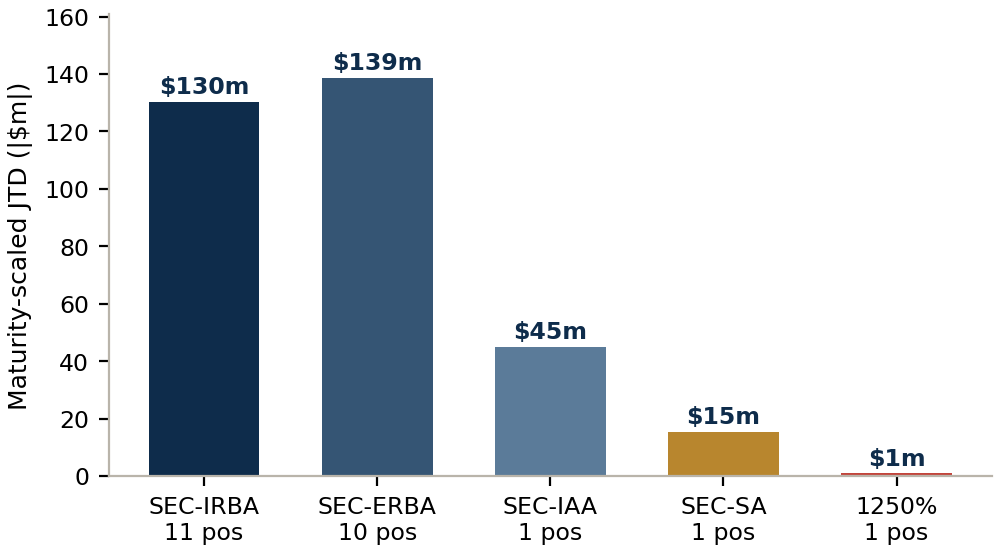 Maturity-scaled JTD (|$m|)
160
140
120
100
80
60
40
20
0
$130m
$139m
$45m
$15m
$1m
SEC-IRBA
11 pos
SEC-ERBA
10 pos
SEC-IAA
1 pos
SEC-SA
1 pos
1250%
1 pos